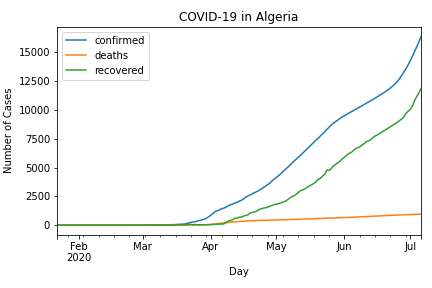 COVID-19 in Algeria
confirmed
deaths
recovered
Number of Cases
15000
12500
10000
7500
5000
2500
0
Feb
2020
Mar
Apr
May
Jun
Jul
Day